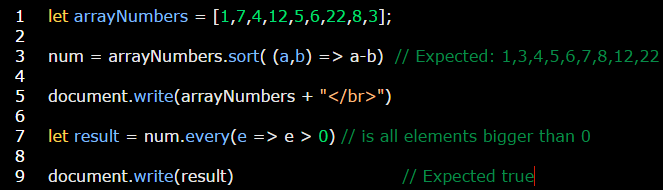 1 let arrayNumbers = [1,7,4,12,5,6,22,8,3];
2
3 num = arrayNumbers.sort( (a,b) => a-b) // Expected: 1,3,4,5,6,7,8,12,22
4
5 document.write(arrayNumbers + "</br>")
6
7 let result = num.every(e => e > 0) // is all elements bigger than 0
8
9 document.write(result) // Expected true